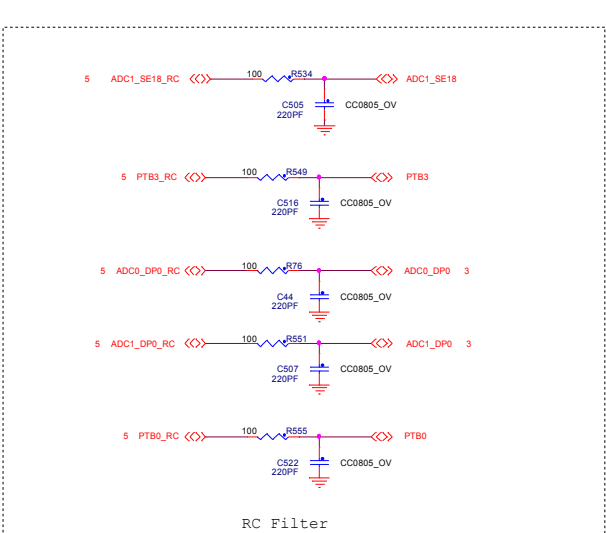 5 ADC1_SE18_RC 100 R534 ADC1_SE18
C505 CC0805_OV
220PF
5 PTB3_RC 100 R549 PTB3
C516 CC0805_OV
220PF
5 ADC0_DP0_RC 100 R76 ADC0_DP0 3
C44 CC0805_OV
220PF
5 ADC1_DP0_RC 100 R551 ADC1_DP0 3
C507 CC0805_OV
220PF
5 PTB0_RC 100 R555 PTB0
C522 CC0805_OV
220PF
RC Filter